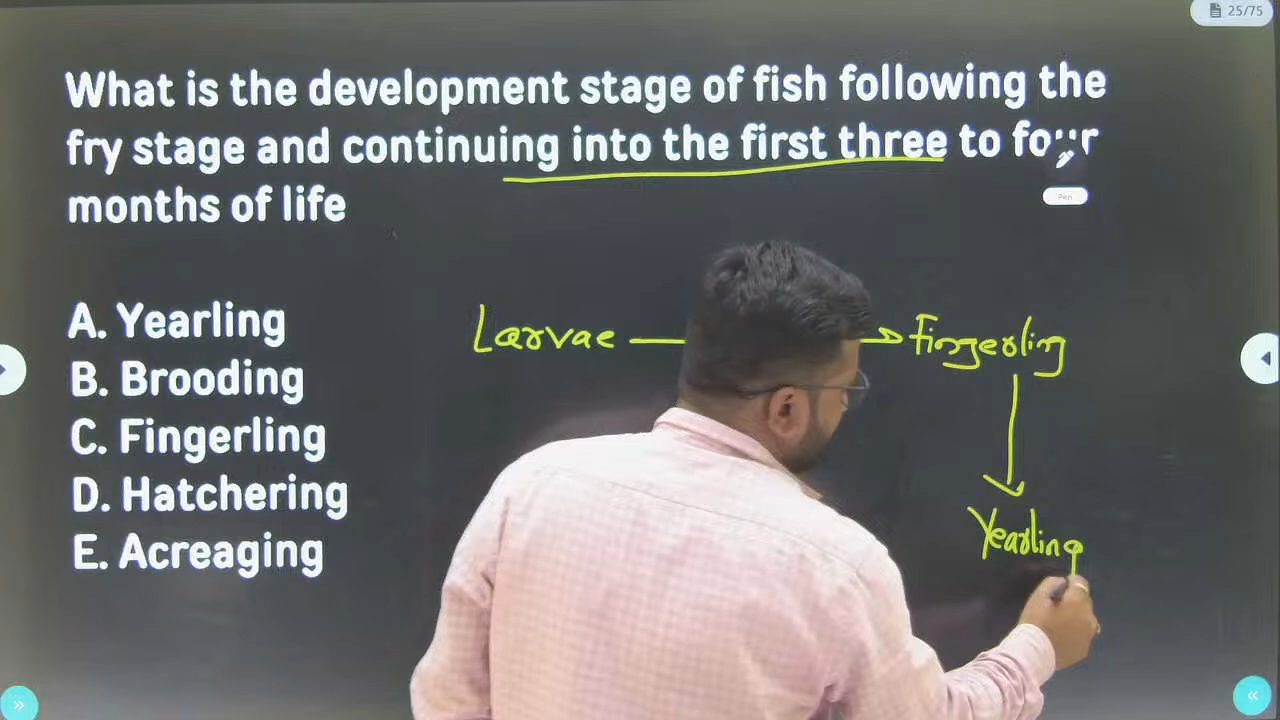 25/75
What is the development stage of fish following the
fry stage and continuing into the first three to four
months of life
Pen
A. Yearling
B. Brooding
C. Fingerling
D. Hatchering
E. Acreaging
Larvae
Fingerling
Yearling